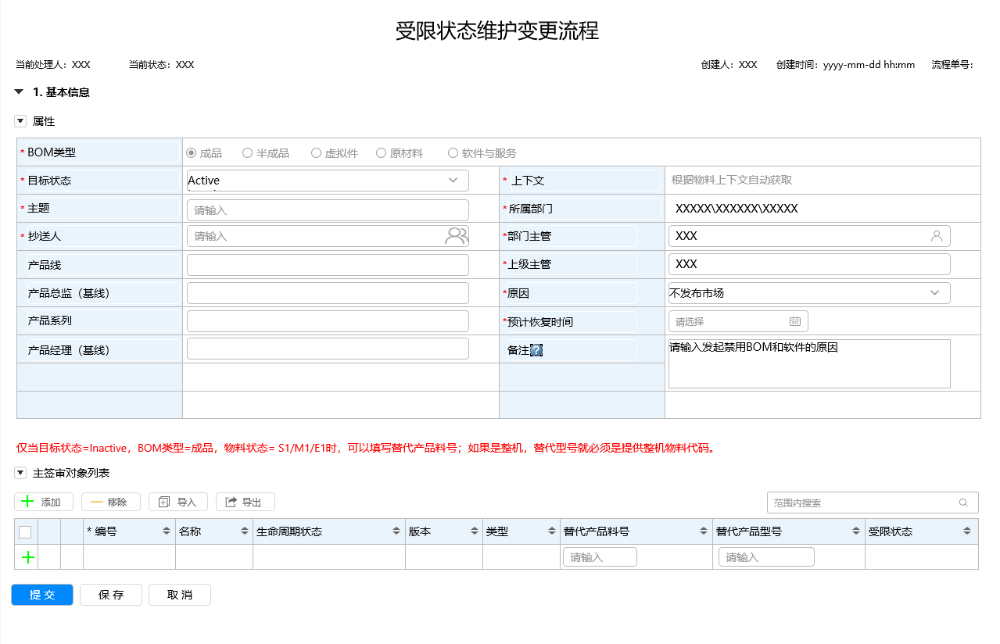 受限状态维护变更流程
当前处理人：XXX 当前状态：XXX 创建人：XXX 创建时间：yyyy-mm-dd hh:mm 流程单号：
1. 基本信息
属性
* BOM类型 成品 半成品 虚拟件 原材料 软件与服务
* 目标状态 Active * 上下文 根据物料上下文自动获取
* 主题 请输入 * 所属部门 XXXXX\XXXXXX\XXXXX
* 抄送人 请输入 *部门主管 XXX
产品线 *上级主管 XXX
产品总监（基线） *原因 不发布市场
产品系列 *预计恢复时间 请选择
产品经理（基线） 备注? 请输入发起禁用BOM和软件的原因
仅当目标状态=Inactive，BOM类型=成品，物料状态= S1/M1/E1时，可以填写替代产品料号；如果是整机，替代型号就必须是提供整机物料代码。
主签审对象列表
添加 移除 导入 导出 范围内搜索
* 编号 名称 生命周期状态 版本 类型 替代产品料号 替代产品型号 受限状态
请输入 请输入
提交 保存 取消